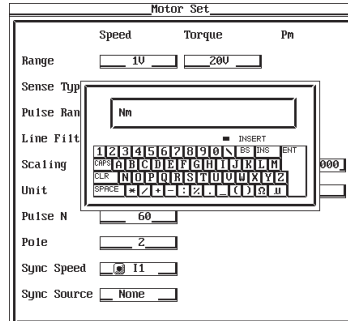 Motor Set
Speed Torque Pm
Range 1V 20V
Sense Typ
Pulse Ran
Nm
Line Filt
INSERT
1 2 3 4 5 6 7 8 9 0 \ BS INS ENT
Scaling CAPS A B C D E F G H I J K L M 000
CLR N O P Q R S T U V W X Y Z
Unit SPACE * / + - : % . _ ( ) Ω µ
Pulse N 60
Pole 2
Sync Speed I1
Sync Source None